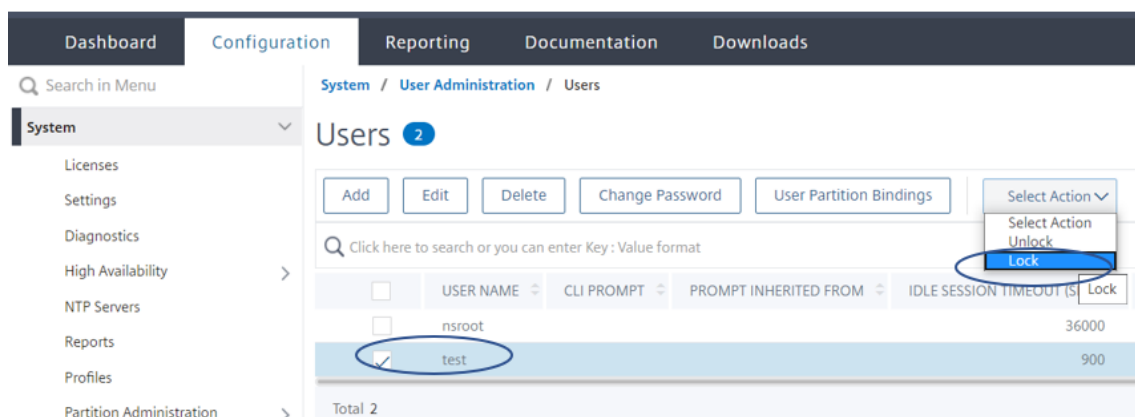 Dashboard Configuration Reporting Documentation Downloads
Search in Menu
System
Licenses
Settings
Diagnostics
High Availability
NTP Servers
Reports
Profiles
Partition Administration
System / User Administration / Users
Users 2
Add Edit Delete Change Password User Partition Bindings Select Action
Select Action
Unlock
Lock
Click here to search or you can enter Key : Value format
USER NAME CLI PROMPT PROMPT INHERITED FROM IDLE SESSION TIMEOUT (S
Lock
nsroot 36000
test 900
Total 2